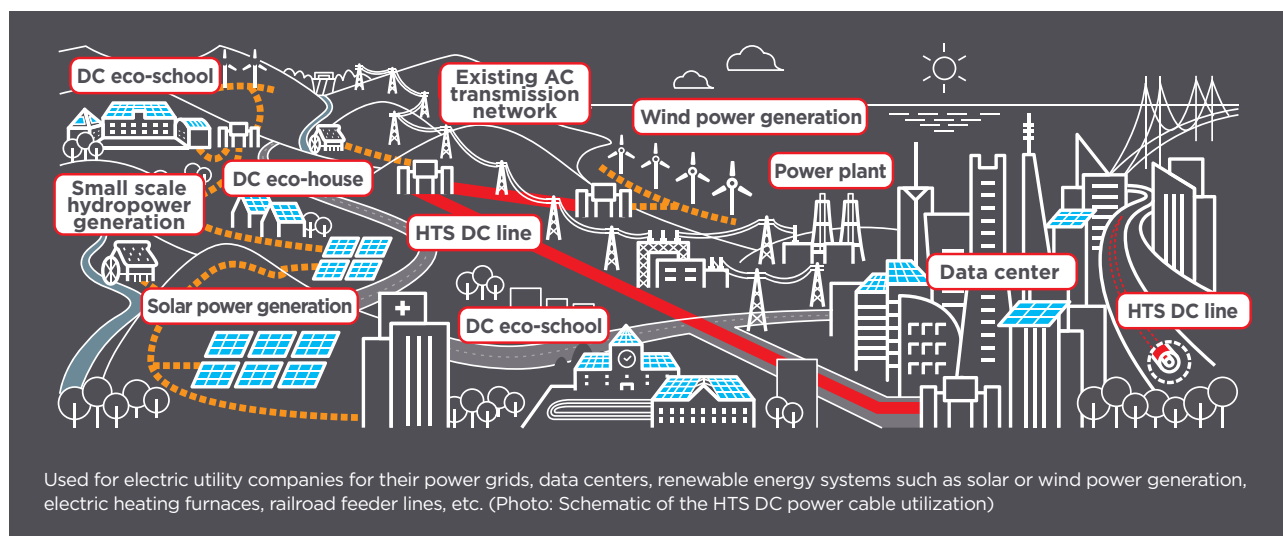 DC eco-school
Existing AC
transmission
network
Wind power generation
Power plant
DC eco-house
Small scale
hydropower
generation
HTS DC line
Data center
Solar power generation
DC eco-school
HTS DC line
Used for electric utility companies for their power grids, data centers, renewable energy systems such as solar or wind power generation,
electric heating furnaces, railroad feeder lines, etc. (Photo: Schematic of the HTS DC power cable utilization)